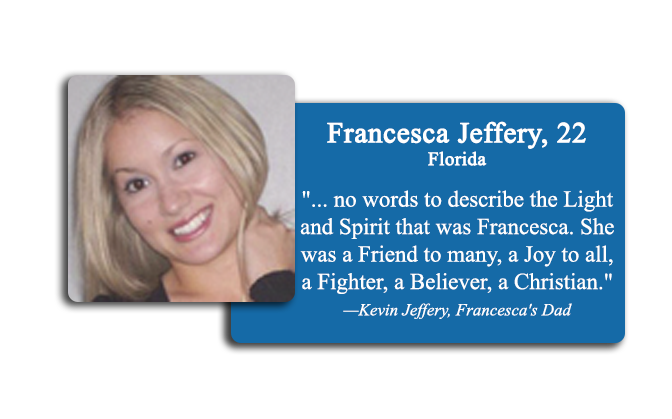 Francesca Jeffery, 22
Florida
"... no words to describe the Light
and Spirit that was Francesca. She
was a Friend to many, a Joy to all,
a Fighter, a Believer, a Christian."
—Kevin Jeffery, Francesca's Dad